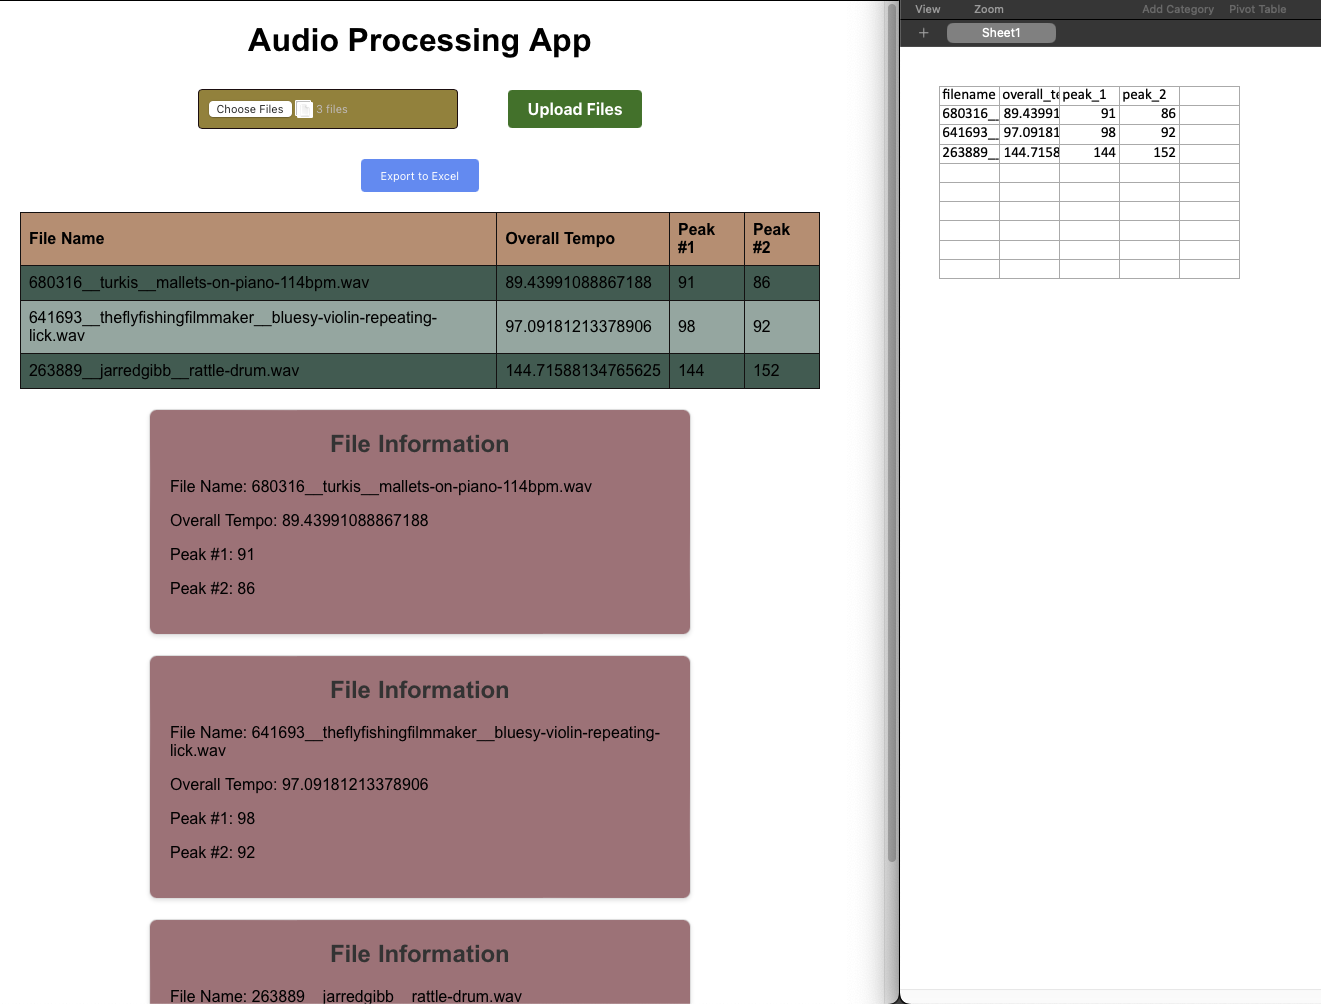 Audio Processing App
Choose Files 3 files
Upload Files
Export to Excel
File Name Overall Tempo Peak #1 Peak #2
680316__turkis__mallets-on-piano-114bpm.wav 89.43991088867188 91 86
641693__theflyfishingfilmmaker__bluesy-violin-repeating-
lick.wav 97.09181213378906 98 92
263889__jarredgibb__rattle-drum.wav 144.71588134765625 144 152
File Information
File Name: 680316__turkis__mallets-on-piano-114bpm.wav
Overall Tempo: 89.43991088867188
Peak #1: 91
Peak #2: 86
File Information
File Name: 641693__theflyfishingfilmmaker__bluesy-violin-repeating-
lick.wav
Overall Tempo: 97.09181213378906
Peak #1: 98
Peak #2: 92
File Information
File Name: 263889__jarredgibb__rattle-drum.wav
View Zoom Add Category Pivot Table
+ Sheet1
filename overall_te peak_1 peak_2
680316__ 89.43991 91 86
641693__ 97.09181 98 92
263889__ 144.7158 144 152